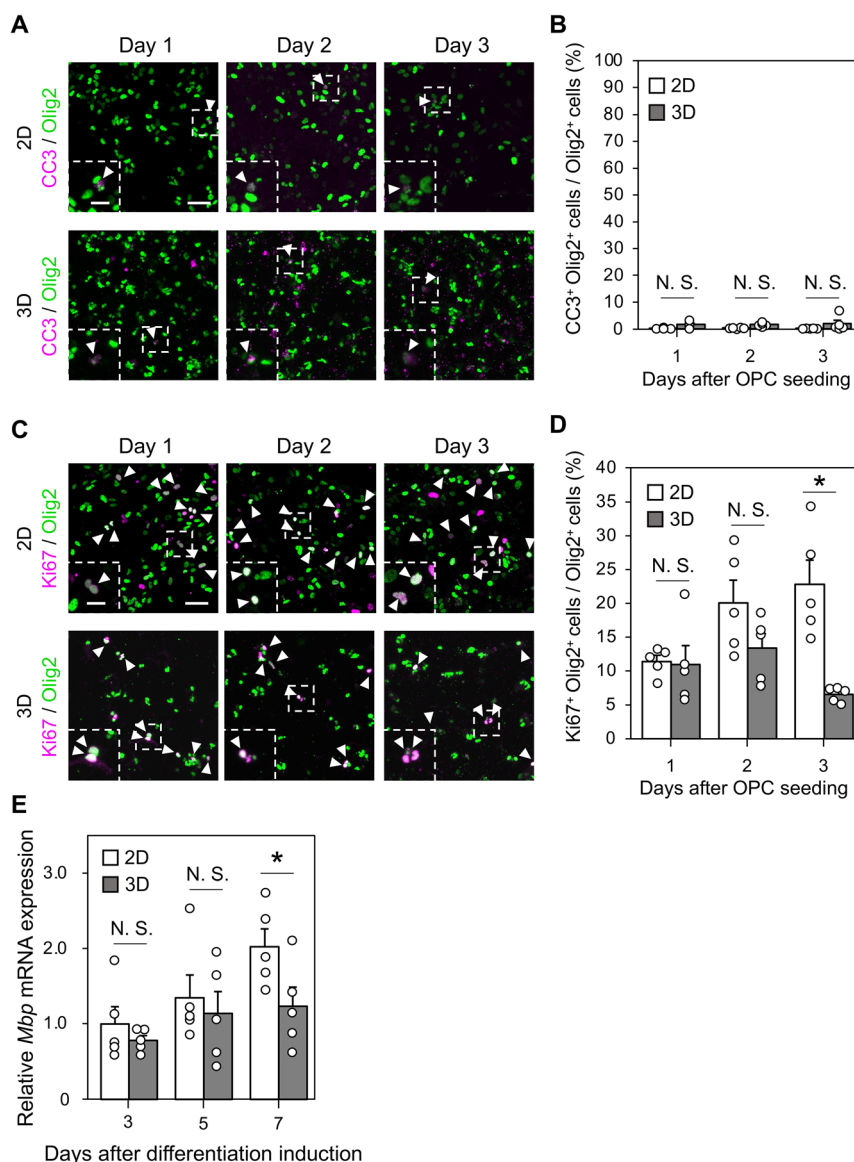 A
Day 1
Day 2
Day 3
2D
CC3 / Olig2
3D
CC3 / Olig2
B
CC3+ Olig2+ cells / Olig2+ cells (%)
100
90
80
70
60
50
40
30
20
10
0
2D
3D
N. S.
N. S.
N. S.
1
2
3
Days after OPC seeding
C
Day 1
Day 2
Day 3
2D
Ki67 / Olig2
3D
Ki67 / Olig2
D
Ki67+ Olig2+ cells / Olig2+ cells (%)
40
35
30
25
20
15
10
5
0
2D
3D
N. S.
N. S.
*
1
2
3
Days after OPC seeding
E
Relative Mbp mRNA expression
3.0
2.0
1.0
0
2D
3D
N. S.
N. S.
*
3
5
7
Days after differentiation induction